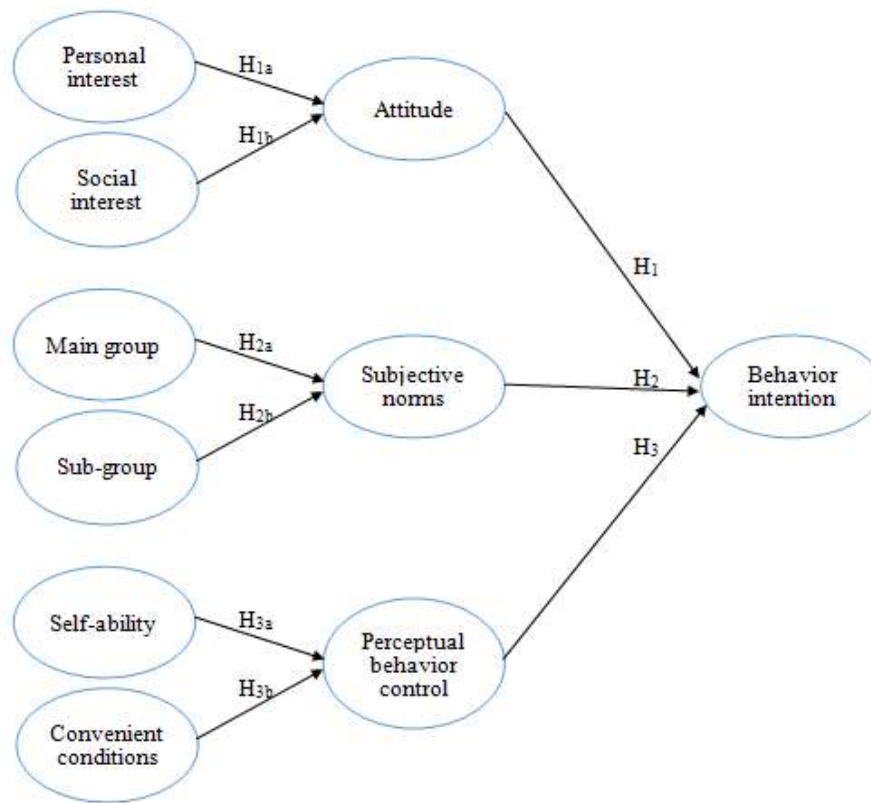 Personal
interest
H1a
Attitude
H1b
Social
interest
H1
Main group
H2a
Subjective
norms
H2
Behavior
intention
H2b
Sub-group
H3
Self-ability
H3a
Perceptual
behavior
control
H3b
Convenient
conditions